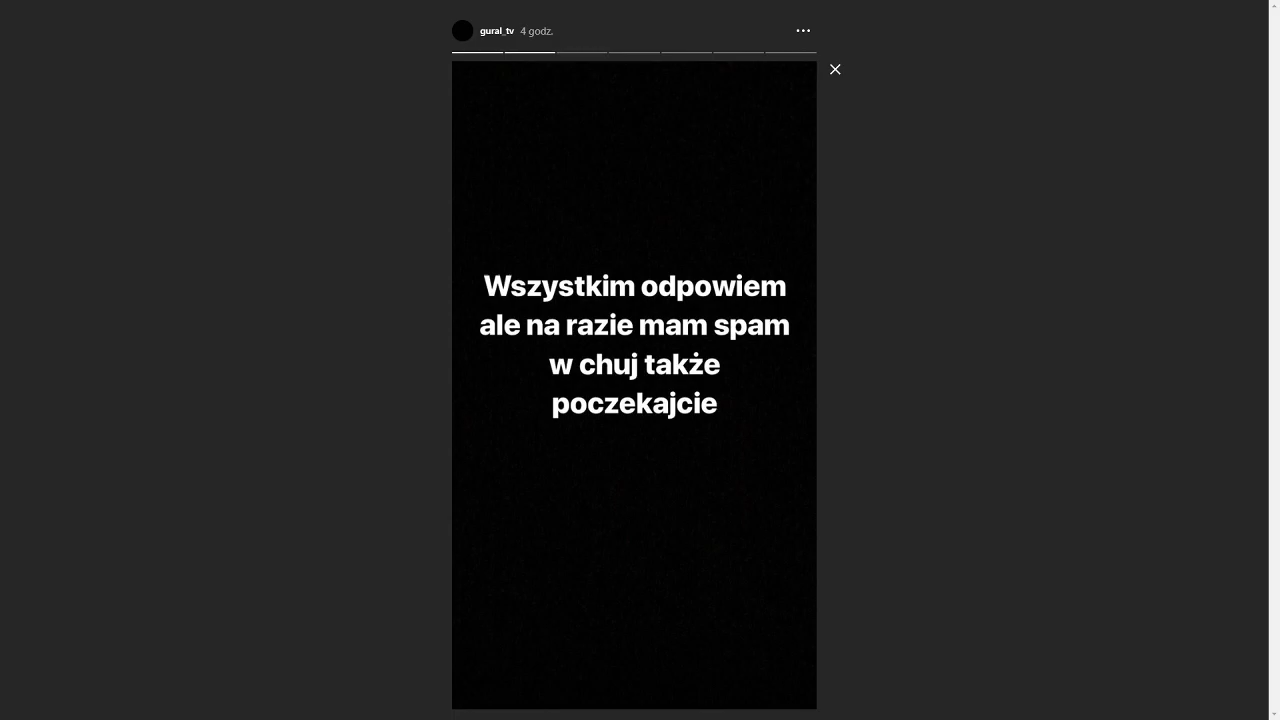 gural_tv 4 godz.
Wszystkim odpowiem
ale na razie mam spam
w chuj także
poczekajcie